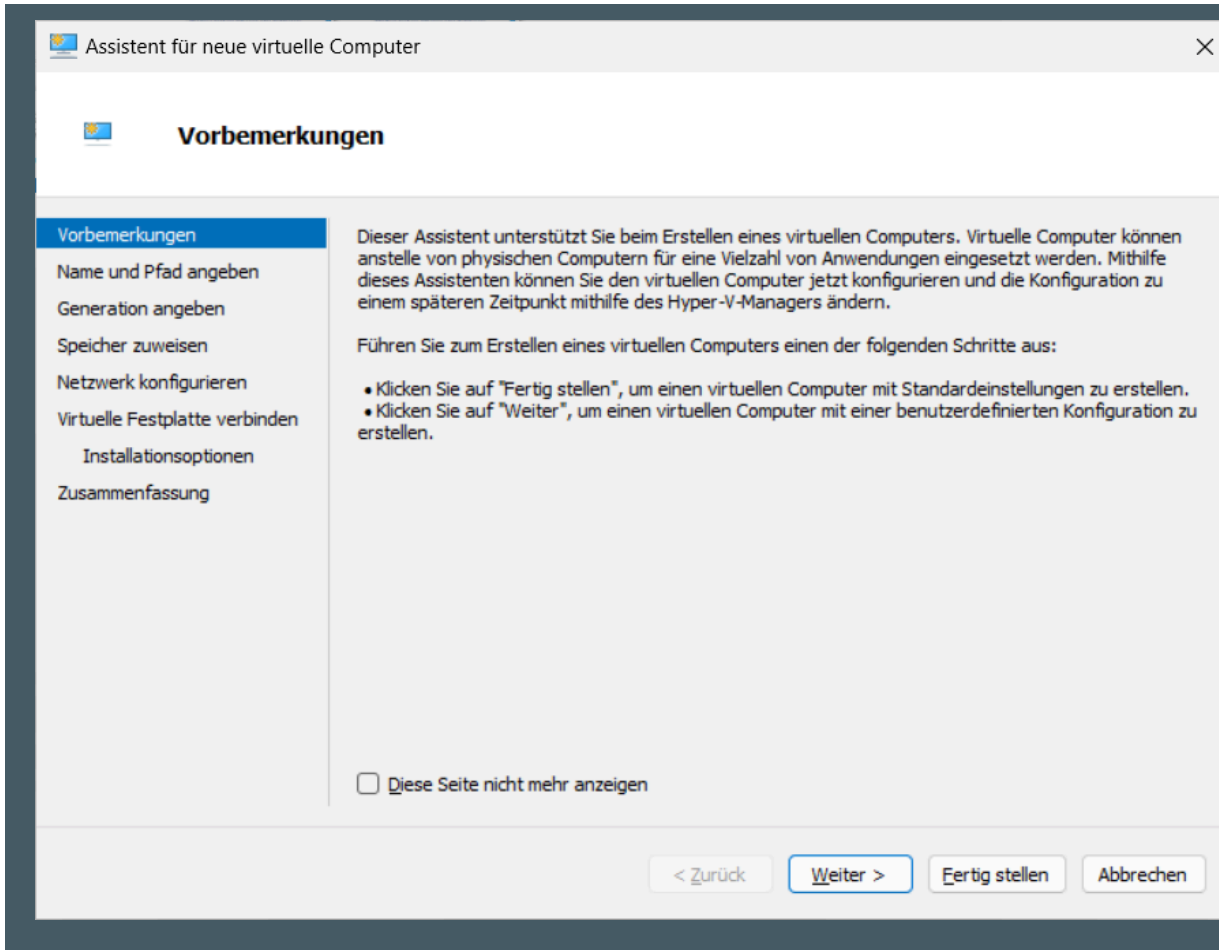 Assistent für neue virtuelle Computer
Vorbemerkungen
Vorbemerkungen
Name und Pfad angeben
Generation angeben
Speicher zuweisen
Netzwerk konfigurieren
Virtuelle Festplatte verbinden
Installationsoptionen
Zusammenfassung
Dieser Assistent unterstützt Sie beim Erstellen eines virtuellen Computers. Virtuelle Computer können
anstelle von physischen Computern für eine Vielzahl von Anwendungen eingesetzt werden. Mithilfe
dieses Assistenten können Sie den virtuellen Computer jetzt konfigurieren und die Konfiguration zu
einem späteren Zeitpunkt mithilfe des Hyper-V-Managers ändern.
Führen Sie zum Erstellen eines virtuellen Computers einen der folgenden Schritte aus:
• Klicken Sie auf "Fertig stellen", um einen virtuellen Computer mit Standardeinstellungen zu erstellen.
• Klicken Sie auf "Weiter", um einen virtuellen Computer mit einer benutzerdefinierten Konfiguration zu
erstellen.
Diese Seite nicht mehr anzeigen
< Zurück
Weiter >
Fertig stellen
Abbrechen